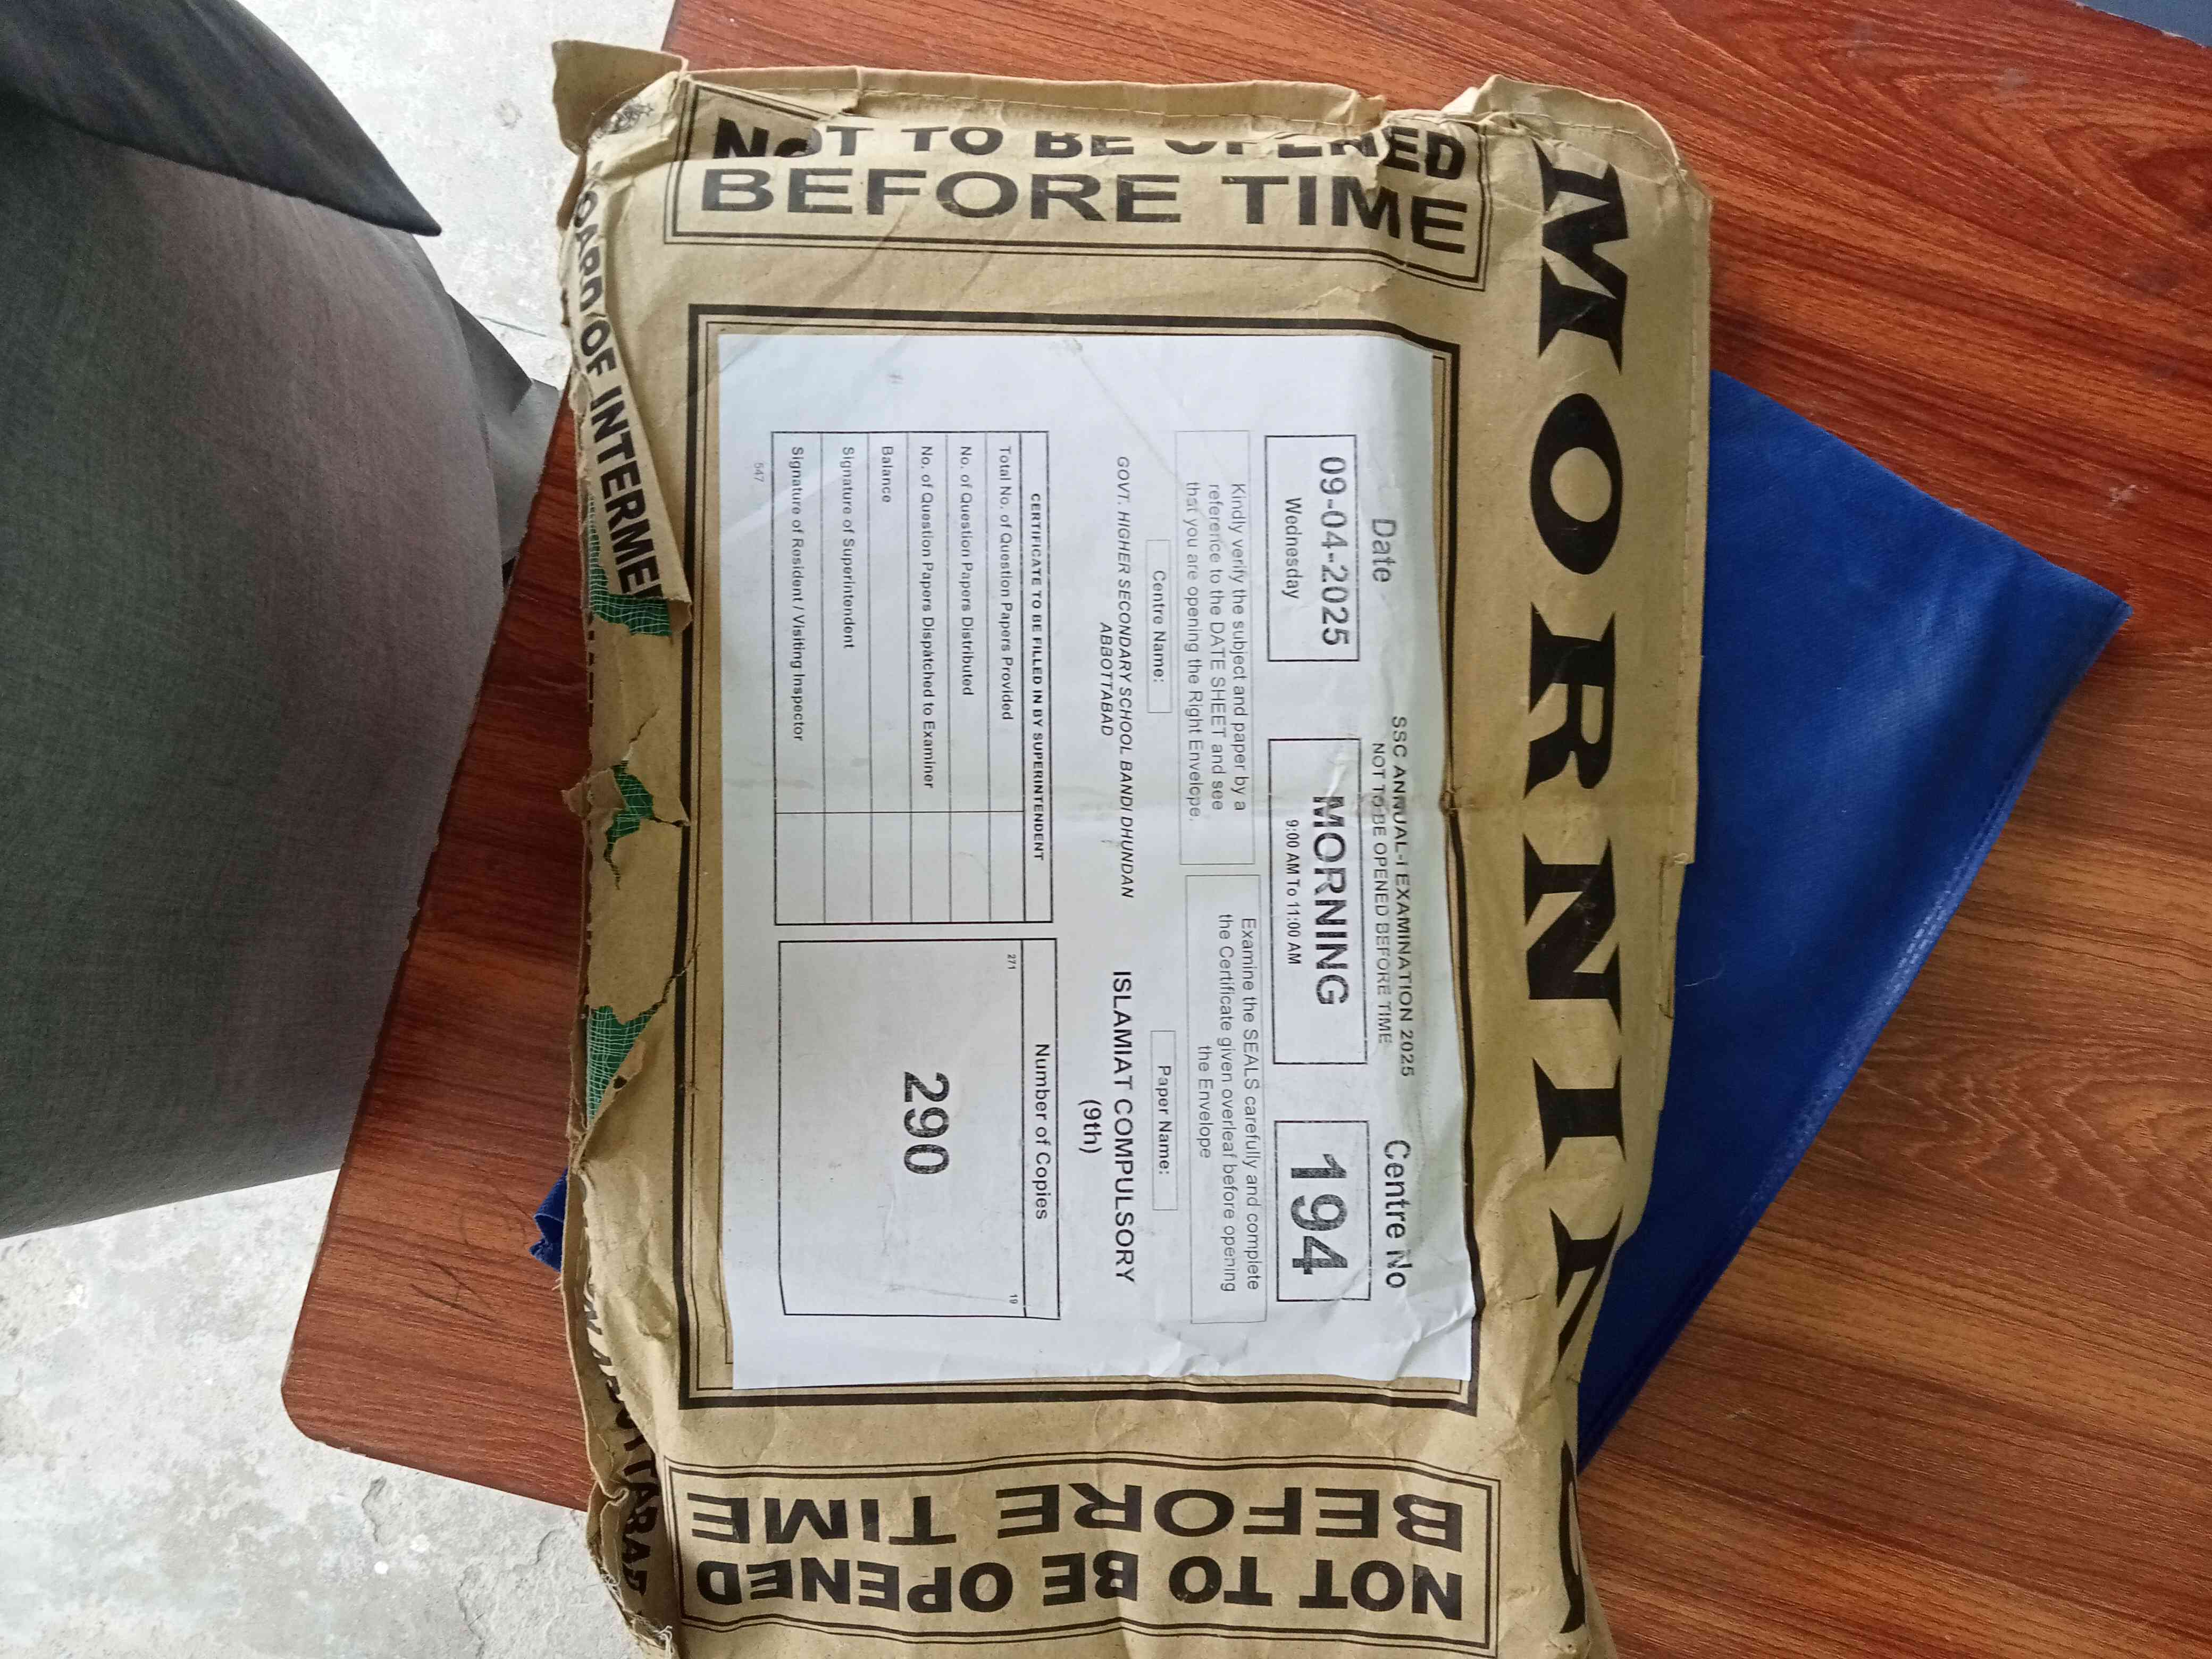 NOT TO BE OPENED
BEFORE TIME
MORNING
BOARD OF INTERMEDIATE
SSC ANNUAL-I EXAMINATION 2025
NOT TO BE OPENED BEFORE TIME
Date
Centre No
09-04-2025
Wednesday
MORNING
9:00 AM To 11:00 AM
194
Kindly verify the subject and paper by a
reference to the DATE SHEET and see
that you are opening the Right Envelope.
Examine the SEALS carefully and complete
the Certificate given overleaf before opening
the Envelope
Centre Name:
Paper Name:
GOVT. HIGHER SECONDARY SCHOOL BANDI DHUNDAN
ABBOTTABAD
ISLAMIAT COMPULSORY
(9th)
CERTIFICATE TO BE FILLED IN BY SUPERINTENDENT
Total No. of Question Papers Provided
No. of Question Papers Distributed
No. of Question Papers Dispatched to Examiner
Balance
Signature of Superintendent
Signature of Resident / Visiting Inspector
547
Number of Copies
271
19
290
NOT TO BE OPENED
BEFORE TIME